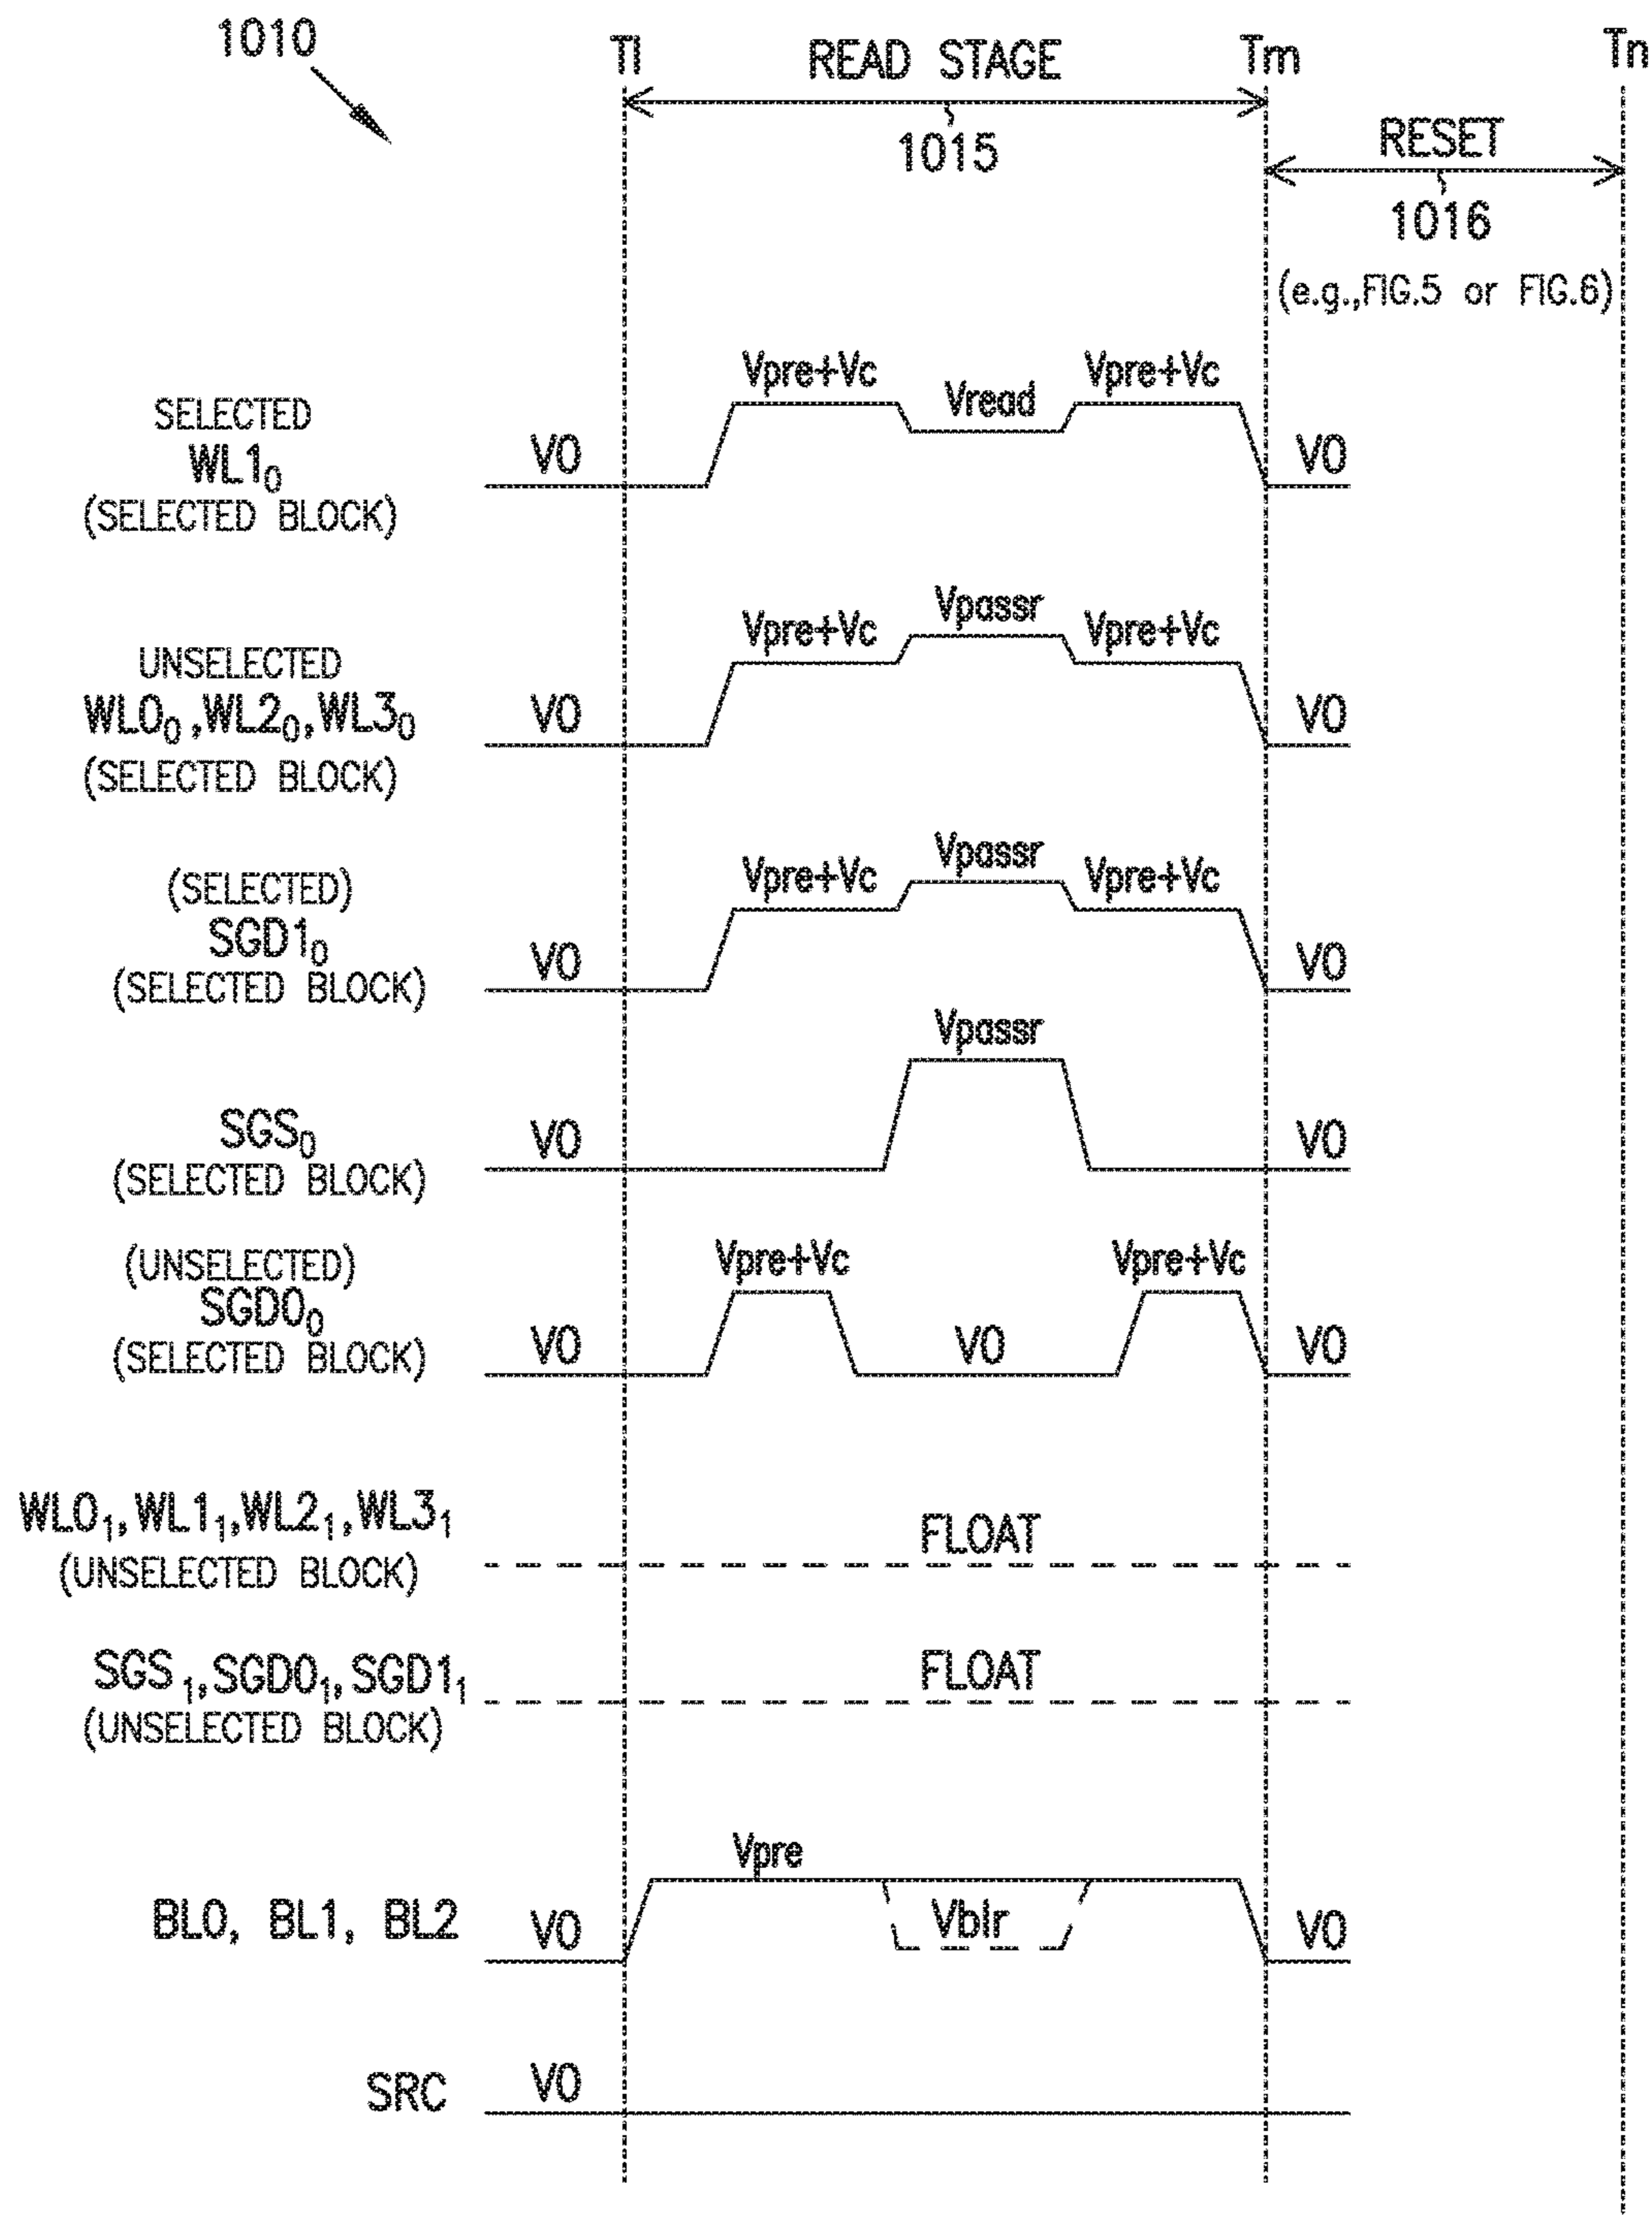 1010
Tl READ STAGE Tm Tn
1015
RESET
1016
(e.g.,FIG.5 or FIG.6)
Vpre+Vc Vread Vpre+Vc
SELECTED
WL1₀ V0 V0
(SELECTED BLOCK)
Vpre+Vc Vpassr Vpre+Vc
UNSELECTED
WL0₀,WL2₀,WL3₀ V0 V0
(SELECTED BLOCK)
Vpre+Vc Vpassr Vpre+Vc
(SELECTED)
SGD1₀ V0 V0
(SELECTED BLOCK)
Vpassr
SGS₀ V0 V0
(SELECTED BLOCK)
Vpre+Vc Vpre+Vc
(UNSELECTED)
SGD0₀ V0 V0 V0
(SELECTED BLOCK)
WL0₁,WL1₁,WL2₁,WL3₁ FLOAT
(UNSELECTED BLOCK)
SGS₁,SGD0₁,SGD1₁ FLOAT
(UNSELECTED BLOCK)
Vpre
BL0, BL1, BL2 V0 Vblr V0
SRC V0